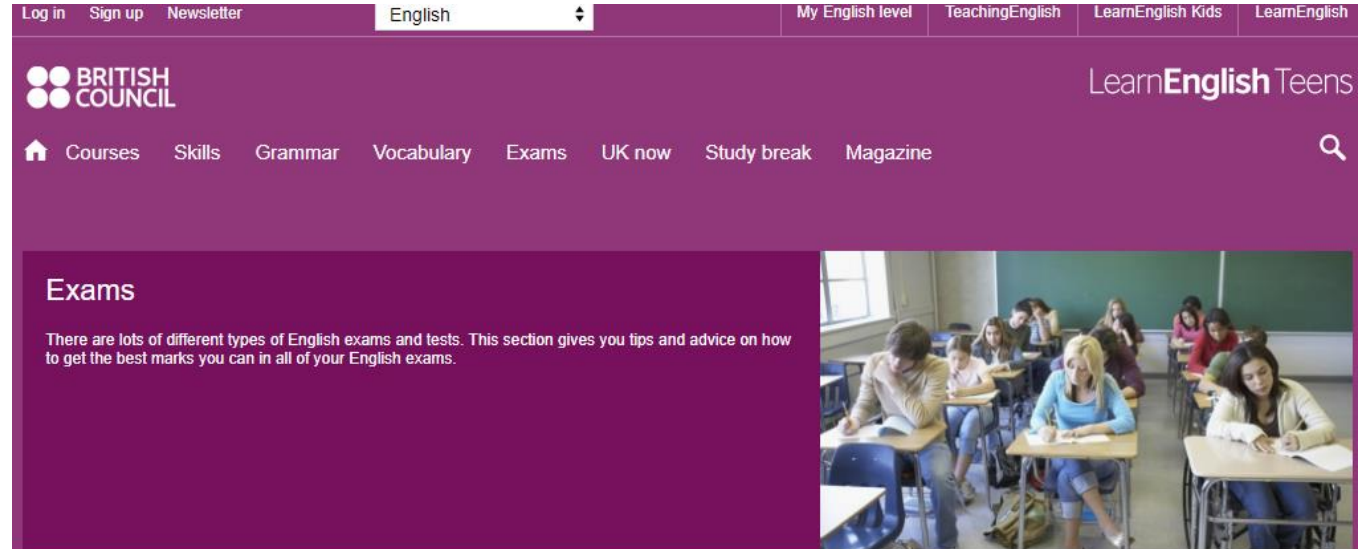 Log in Sign up Newsletter English My English level TeachingEnglish LearnEnglish Kids LearnEnglish
BRITISH
COUNCIL
LearnEnglish Teens
Courses Skills Grammar Vocabulary Exams UK now Study break Magazine
Exams
There are lots of different types of English exams and tests. This section gives you tips and advice on how
to get the best marks you can in all of your English exams.